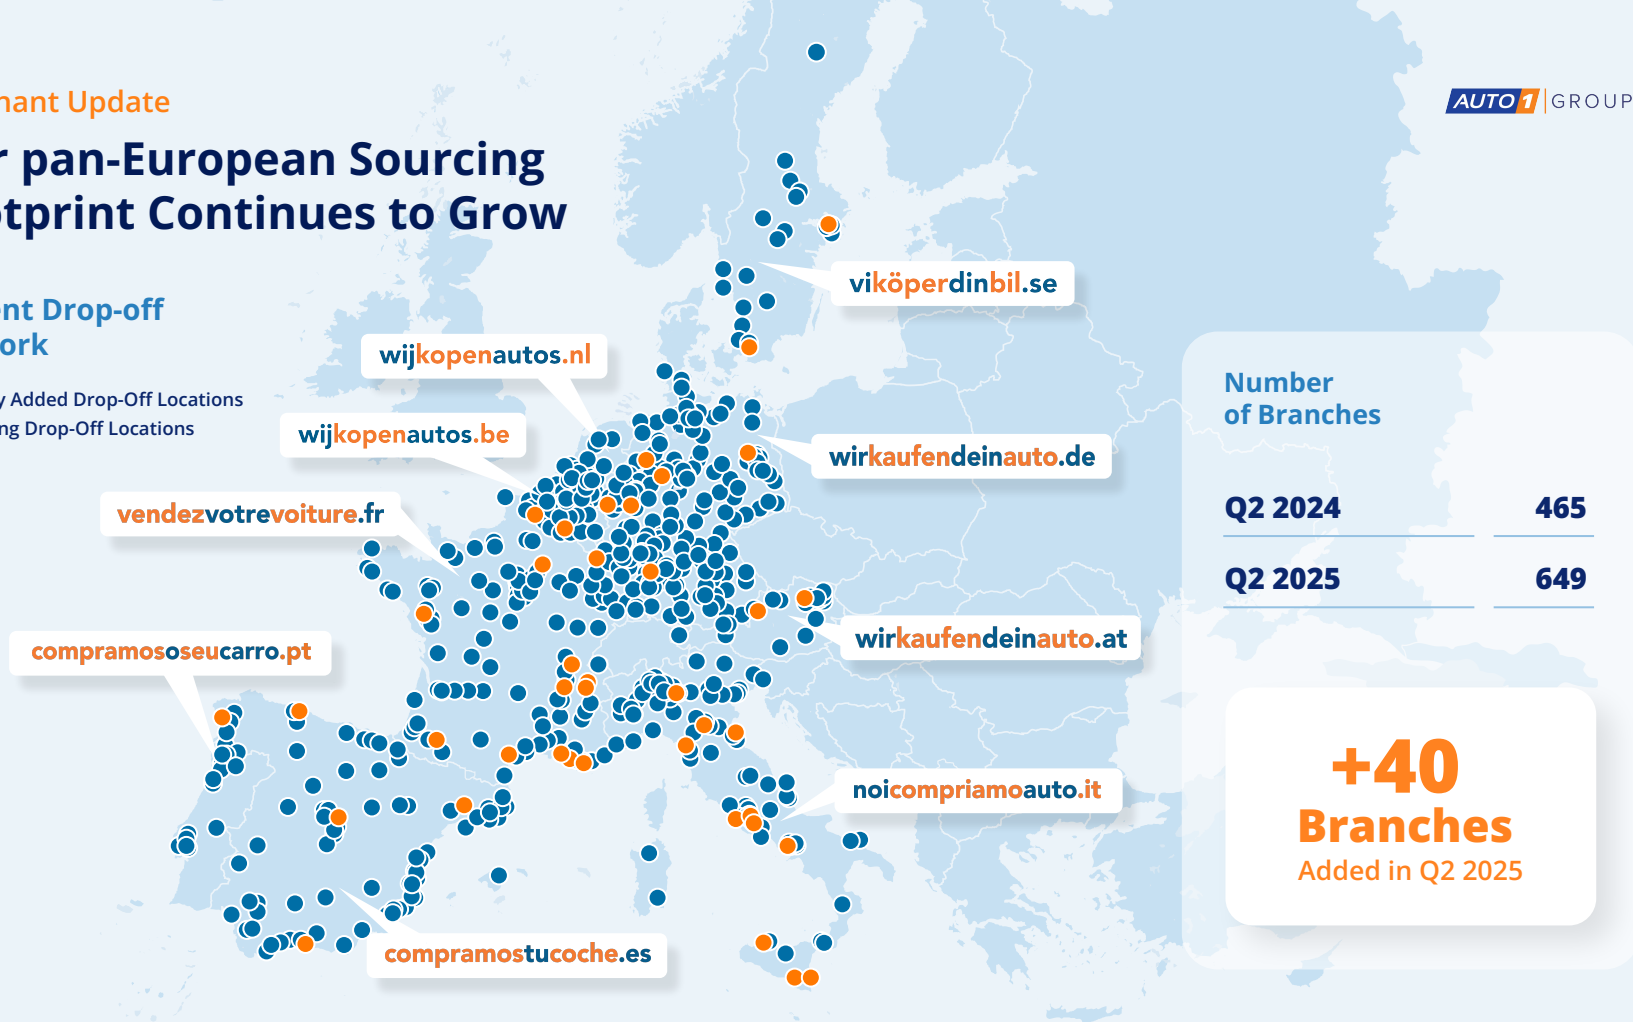 nant Update
r pan-European Sourcing
otprint Continues to Grow
AUTO1 GROUP
ent Drop-off
ork
y Added Drop-Off Locations
ng Drop-Off Locations
viköperdinbil.se
wijkopenautos.nl
wijkopenautos.be
wirkaufendeinauto.de
vendezvotrevoiture.fr
wirkaufendeinauto.at
compramososeucarro.pt
noicompriamoauto.it
compramostucoche.es
Number
of Branches
Q2 2024 465
Q2 2025 649
+40
Branches
Added in Q2 2025